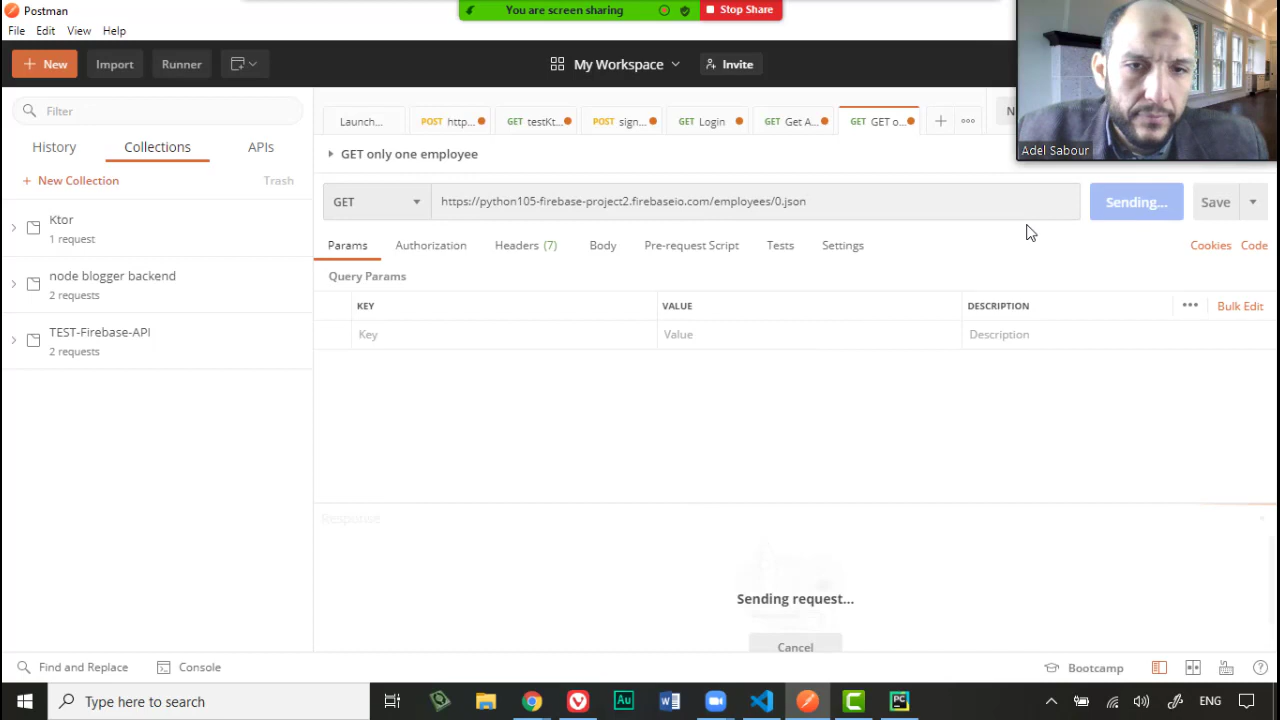 Postman
You are screen sharing
Stop Share
File Edit View Help
New
Import
Runner
My Workspace
Invite
Adel Sabour
Filter
Launch...
POST http...
GET testKt...
POST sign...
GET Login
GET Get A...
GET GET o...
N
History
Collections
APIs
GET only one employee
+ New Collection
Trash
GET
https://python105-firebase-project2.firebaseio.com/employees/0.json
Sending...
Save
Ktor
1 request
Params
Authorization
Headers (7)
Body
Pre-request Script
Tests
Settings
Cookies
Code
node blogger backend
2 requests
Query Params
KEY
VALUE
DESCRIPTION
Bulk Edit
Key
Value
Description
TEST-Firebase-API
2 requests
Response
Sending request...
Cancel
Find and Replace
Console
Bootcamp
Type here to search
Au
W
C
PC
ENG